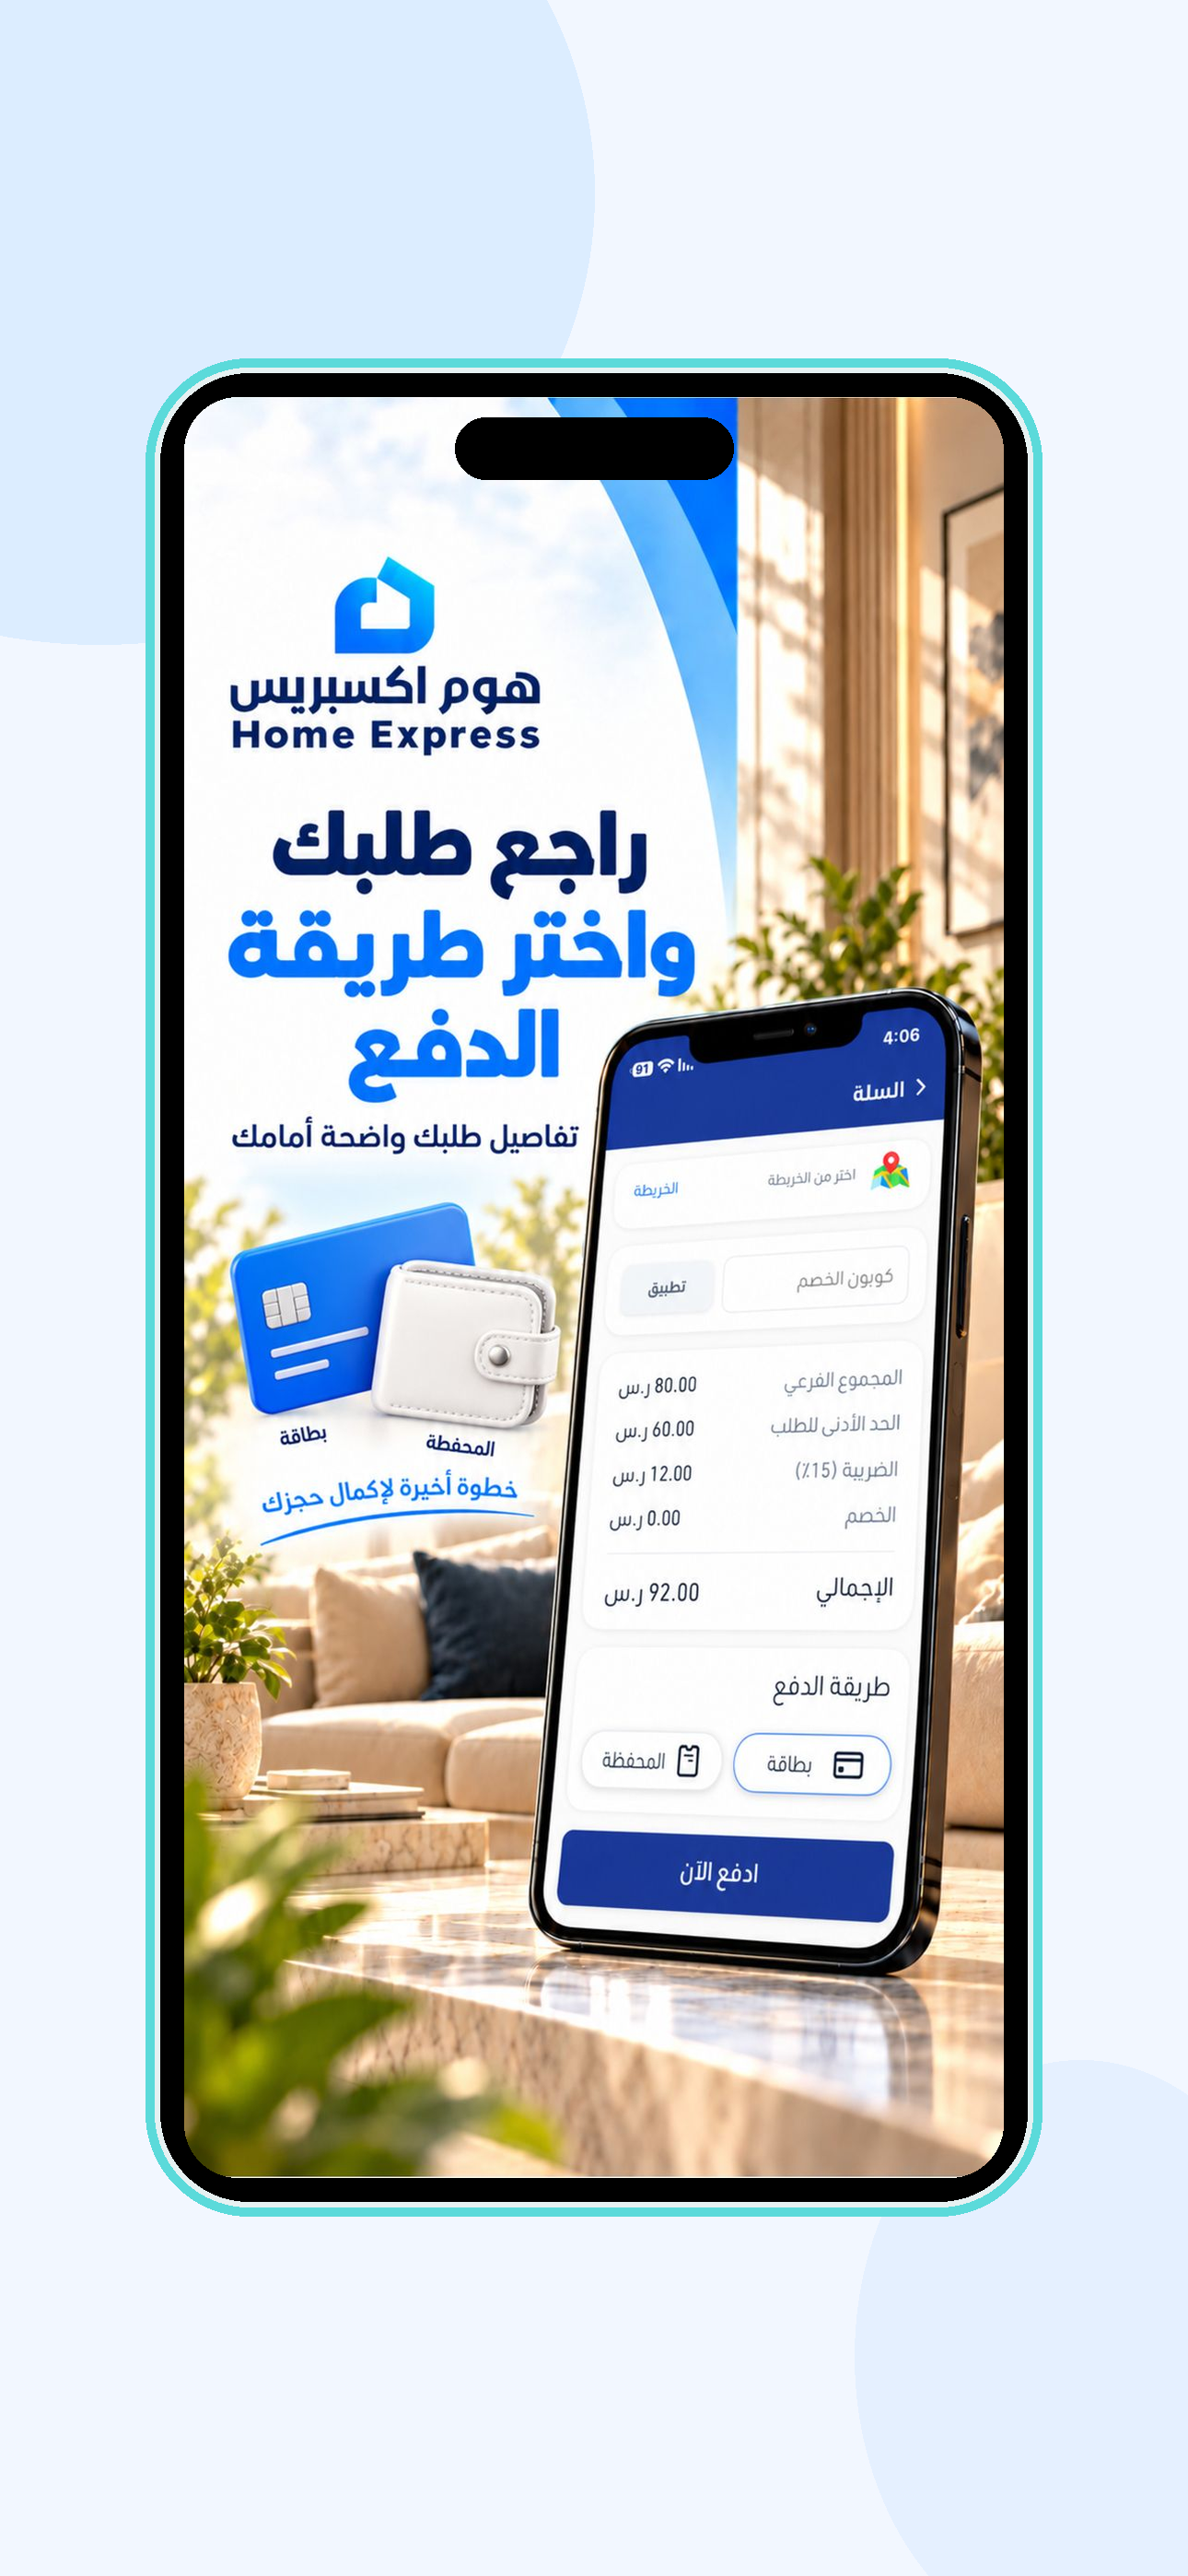 هوم اكسبريس
Home Express
راجع طلبك
واختر طريقة
الدفع
تفاصيل طلبك واضحة أمامك
بطاقة
المحفطة
خطوة أخيرة لإكمال حجزك
4:06
91
السلة
اختر من الخريطة
الخريطة
كوبون الخصم
تطبيق
المجموع الفرعي 80.00 ر.س
الحد الأدنى للطلب 60.00 ر.س
الضريبة (15٪) 12.00 ر.س
الخصم 0.00 ر.س
الإجمالي 92.00 ر.س
طريقة الدفع
بطاقة
المحفظة
ادفع الآن